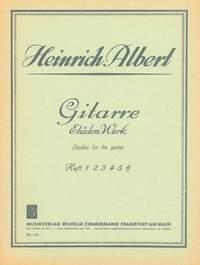 Heinrich Albert
Gitarre
Etüden-Werk
Studies for the guitar
Heft 1 2 3 4 5 6
MUSIKVERLAG WILHELM ZIMMERMANN FRANKFURT AM MAIN